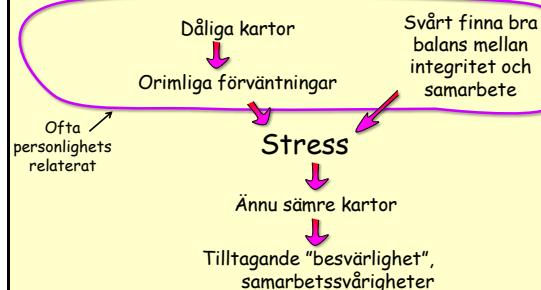 Dåliga kartor
Orimliga förväntningar
Svårt finna bra
balans mellan
integritet och
samarbete
Ofta
personlighets
relaterat
Stress
Ännu sämre kartor
Tilltagande ”besvärlighet”,
samarbetssvårigheter